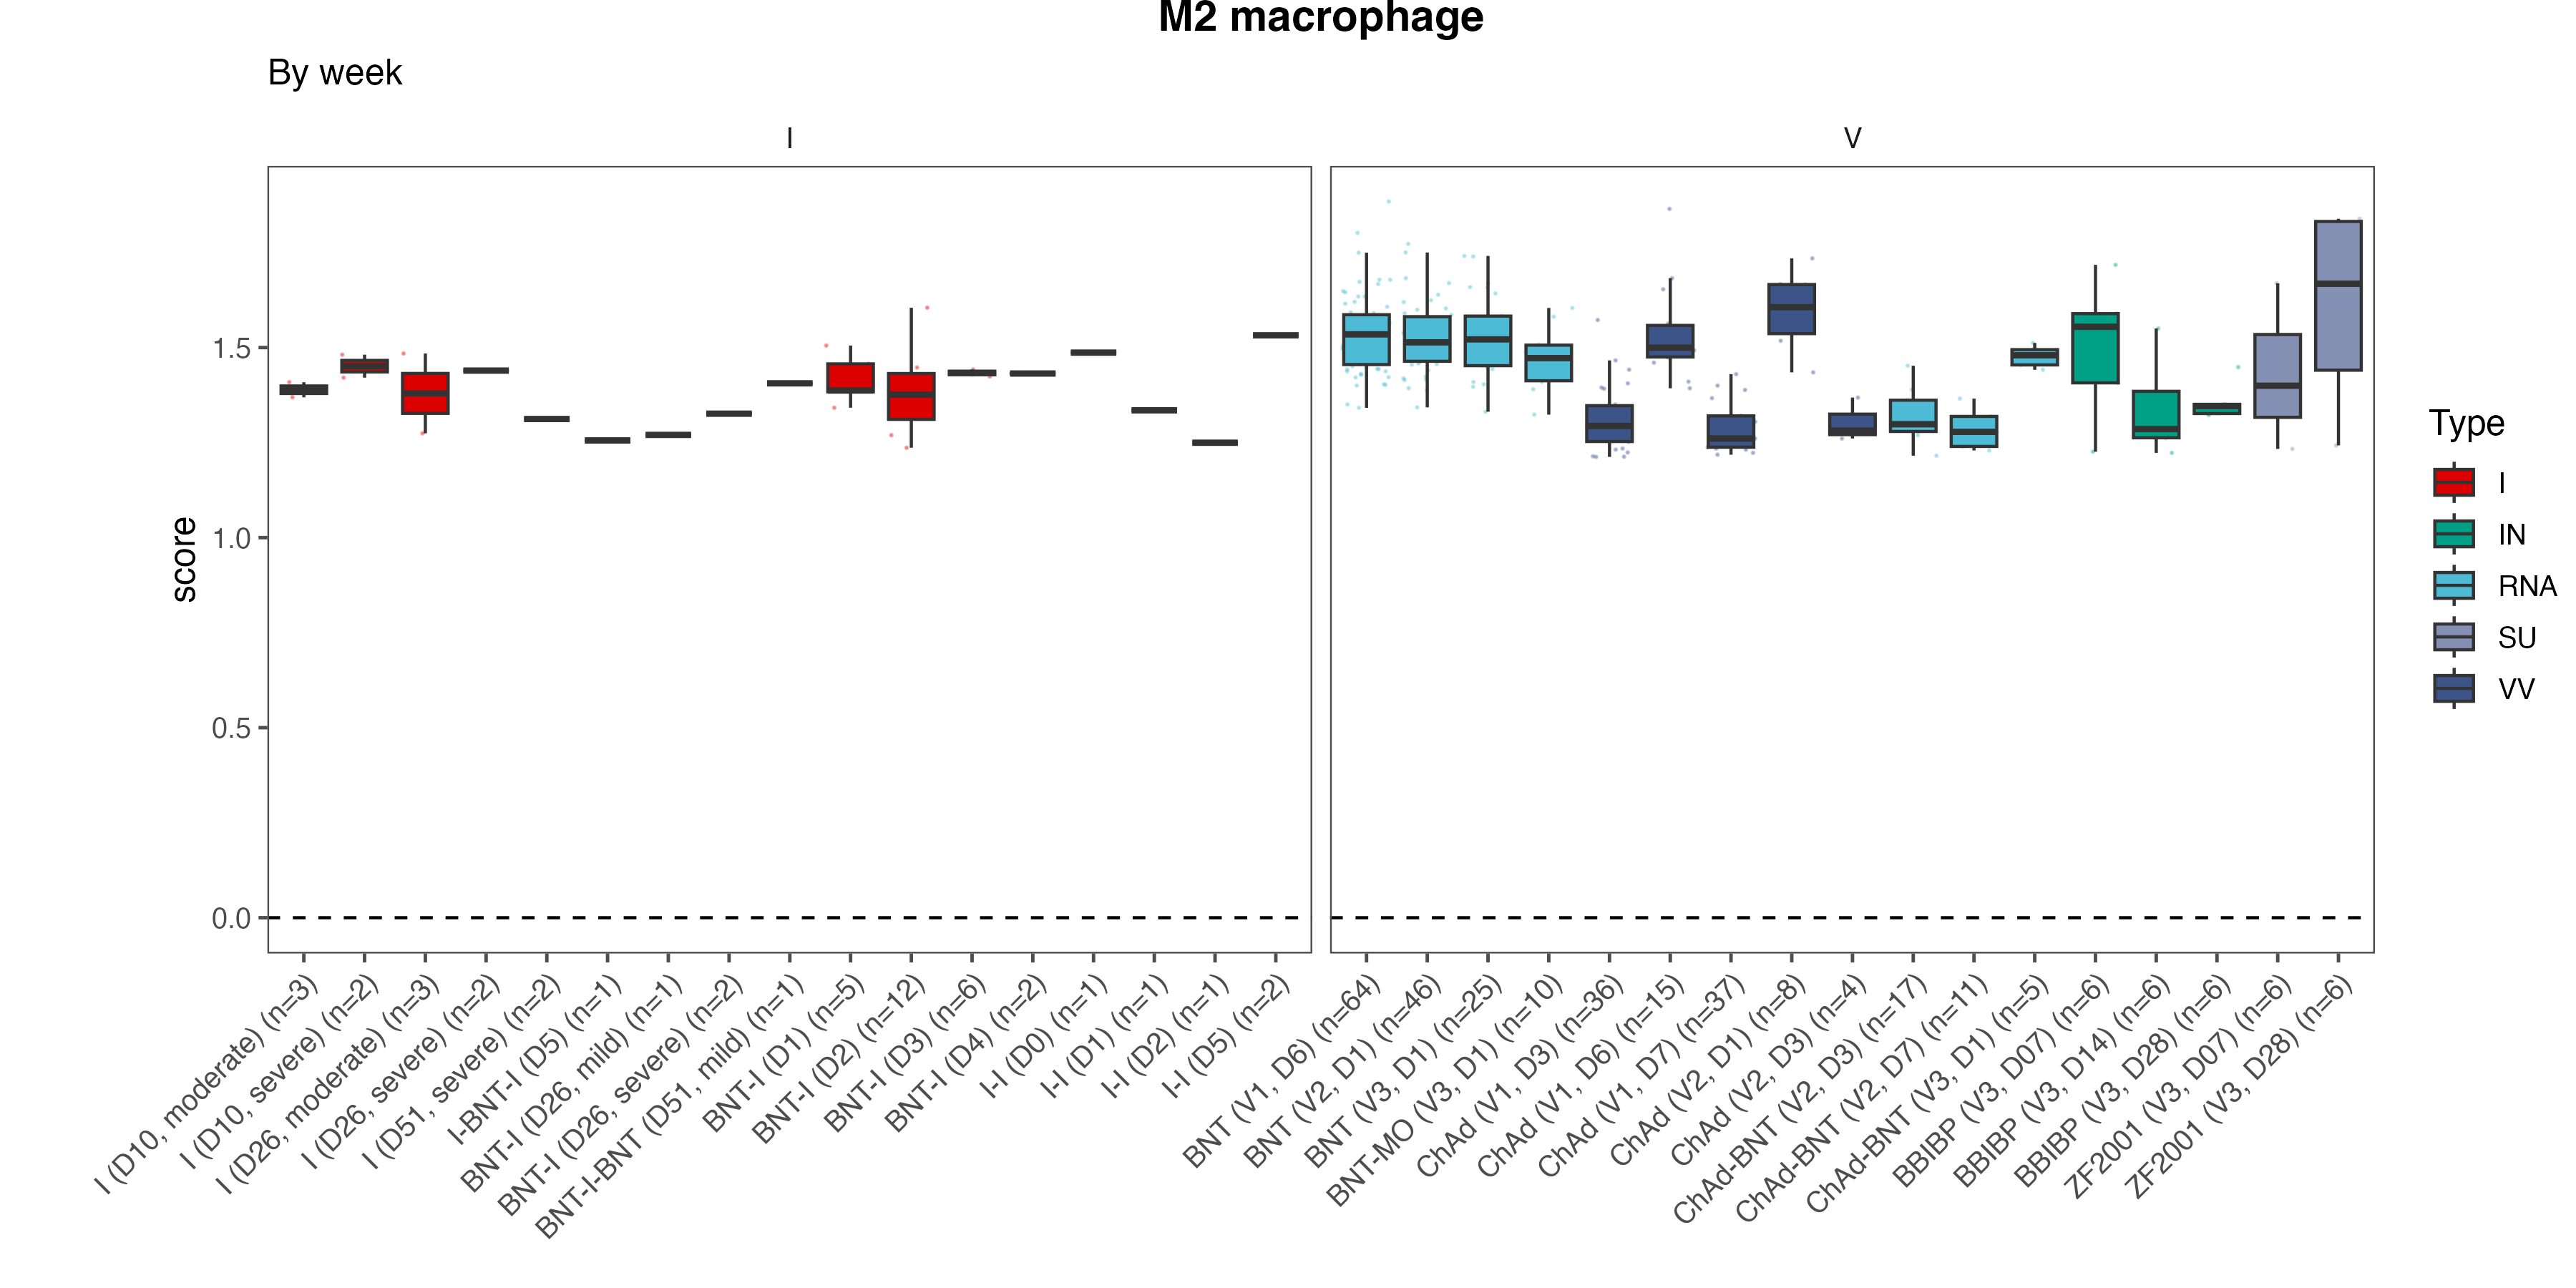 M2 macrophage
By week
I
V
score
1.5
1.0
0.5
0.0
I (D10, moderate) (n=3)
I (D10, severe) (n=2)
I (D26, moderate) (n=3)
I (D26, severe) (n=2)
I (D51, severe) (n=2)
I-BNT-I (D5) (n=1)
BNT-I (D26, mild) (n=1)
BNT-I (D26, severe) (n=2)
BNT-I-BNT (D51, mild) (n=1)
BNT-I (D1) (n=5)
BNT-I (D2) (n=12)
BNT-I (D3) (n=6)
BNT-I (D4) (n=2)
I-I (D0) (n=1)
I-I (D1) (n=1)
I-I (D2) (n=1)
I-I (D5) (n=2)
BNT (V1, D6) (n=64)
BNT (V2, D1) (n=46)
BNT (V3, D1) (n=25)
BNT-MO (V3, D1) (n=10)
ChAd (V1, D3) (n=36)
ChAd (V1, D6) (n=15)
ChAd (V1, D7) (n=37)
ChAd (V2, D1) (n=8)
ChAd (V2, D3) (n=4)
ChAd-BNT (V2, D3) (n=17)
ChAd-BNT (V2, D7) (n=11)
ChAd-BNT (V3, D1) (n=5)
BBIBP (V3, D07) (n=6)
BBIBP (V3, D14) (n=6)
BBIBP (V3, D28) (n=6)
ZF2001 (V3, D07) (n=6)
ZF2001 (V3, D28) (n=6)
Type
I
IN
RNA
SU
VV